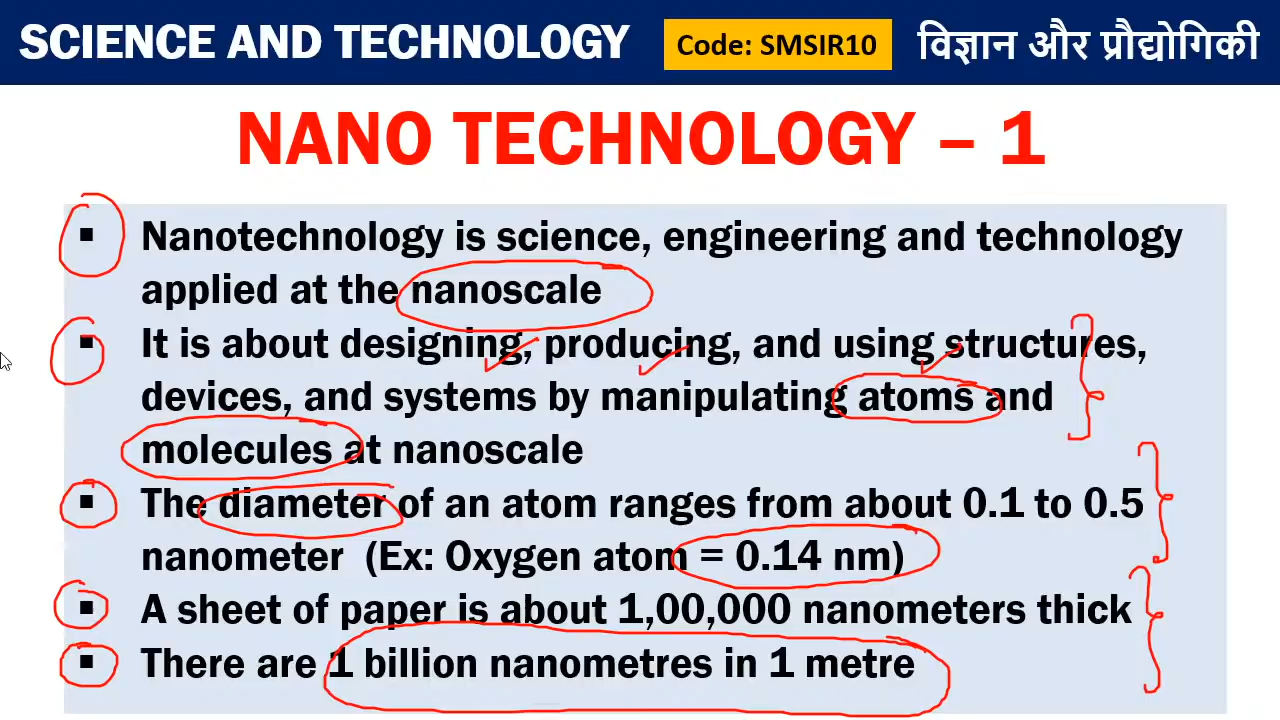 SCIENCE AND TECHNOLOGY Code: SMSIR10 विज्ञान और प्रौद्योगिकी
NANO TECHNOLOGY – 1
▪ Nanotechnology is science, engineering and technology
applied at the nanoscale
▪ It is about designing, producing, and using structures,
devices, and systems by manipulating atoms and
molecules at nanoscale
▪ The diameter of an atom ranges from about 0.1 to 0.5
nanometer (Ex: Oxygen atom = 0.14 nm)
▪ A sheet of paper is about 1,00,000 nanometers thick
▪ There are 1 billion nanometres in 1 metre